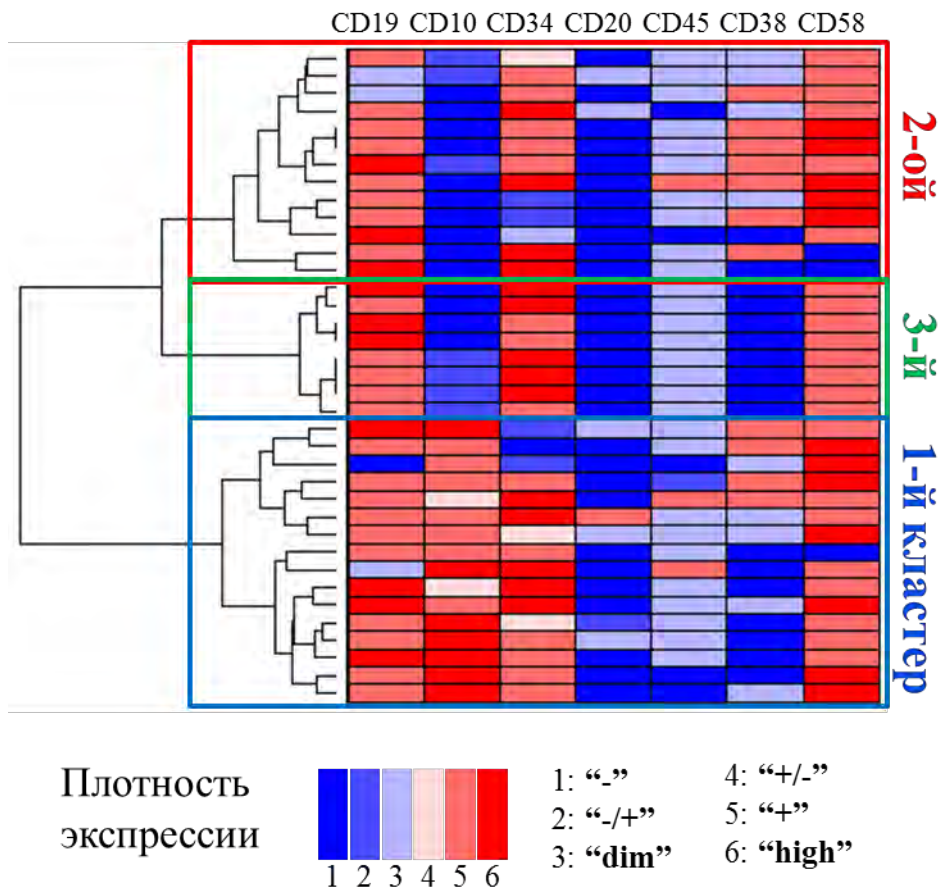 CD19 CD10 CD34 CD20 CD45 CD38 CD58
2-ой
3-й
1-й кластер
Плотность
экспрессии
1 2 3 4 5 6
1: “-”
2: “-/+”
3: “dim”
4: “+/-”
5: “+”
6: “high”